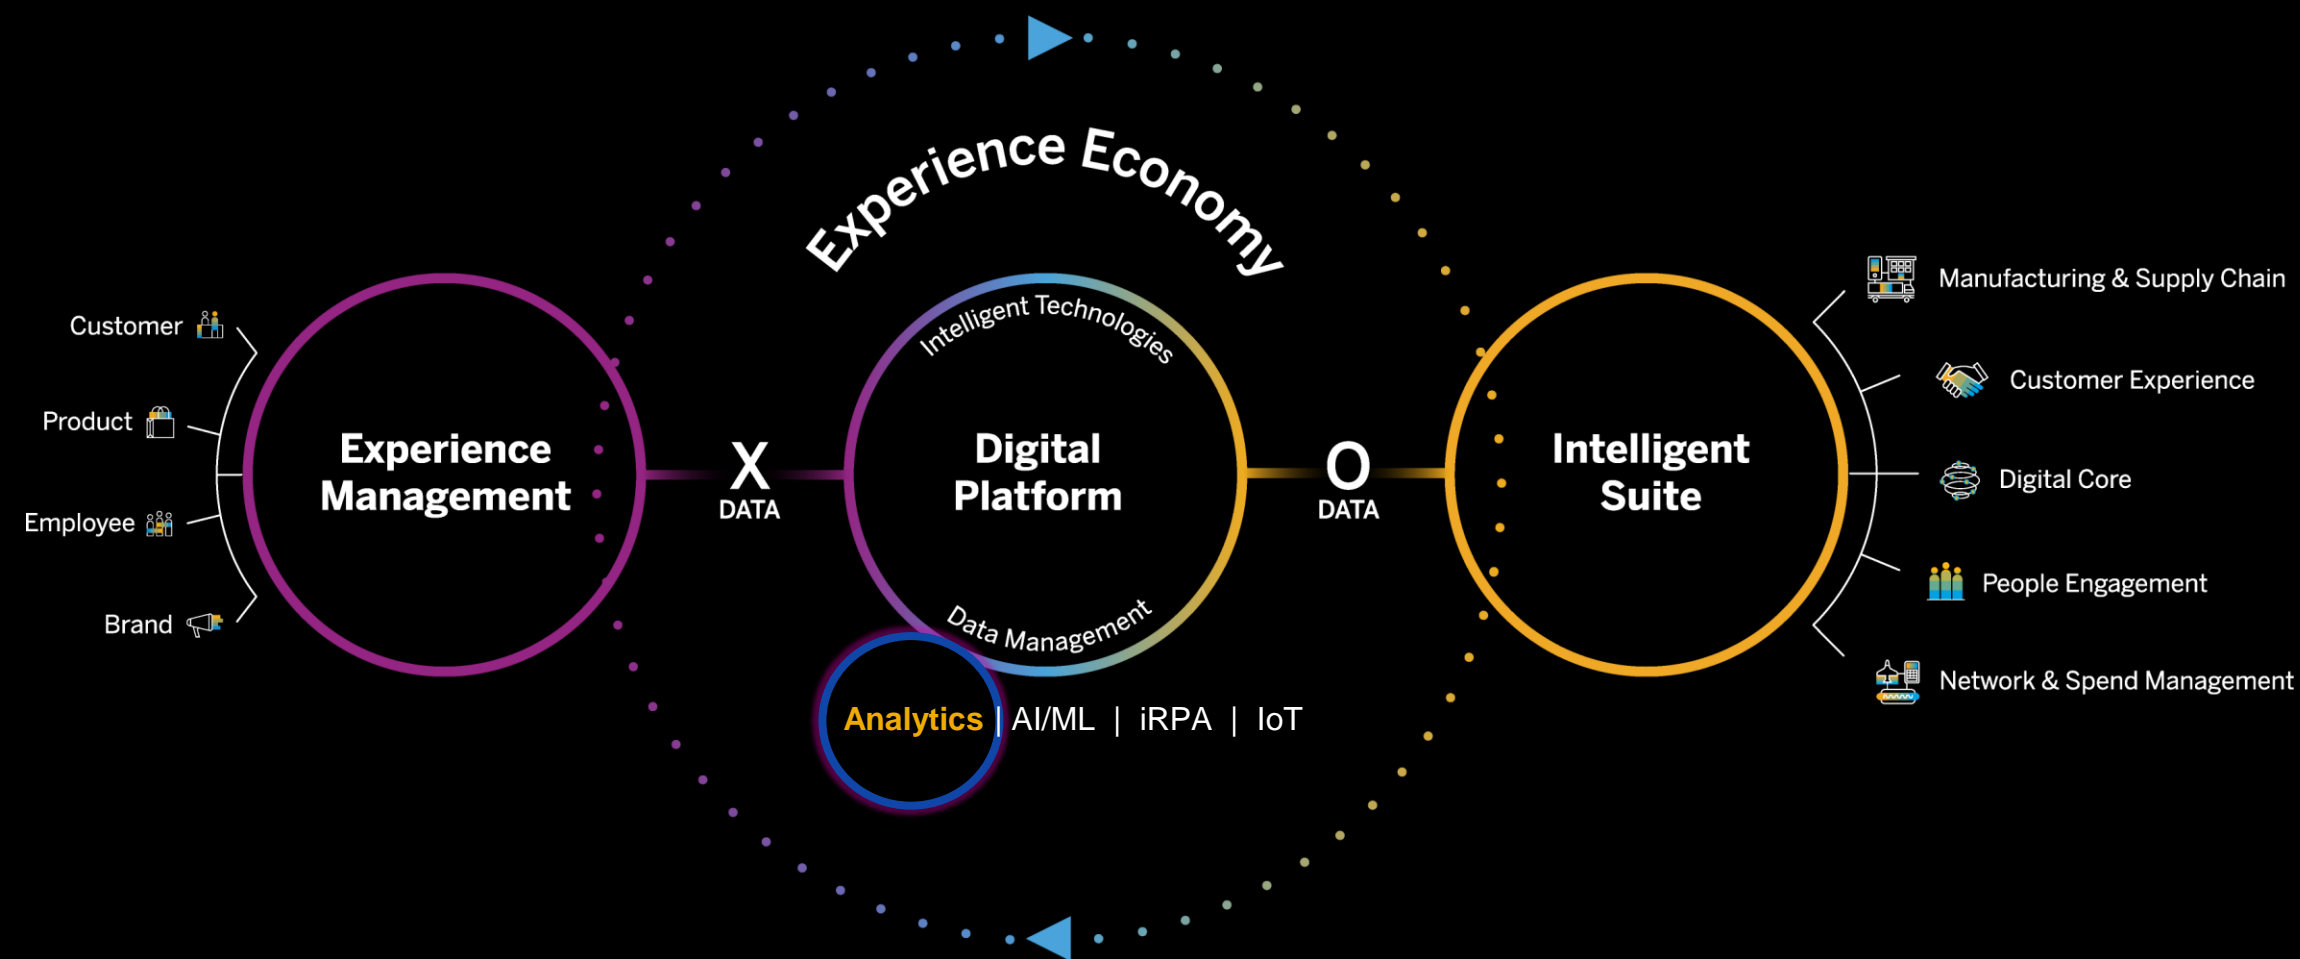 Experience Economy
Customer
Product
Employee
Brand
Experience
Management
X
DATA
Intelligent Technologies
Digital
Platform
Data Management
Analytics | AI/ML | iRPA | IoT
O
DATA
Intelligent
Suite
Manufacturing & Supply Chain
Customer Experience
Digital Core
People Engagement
Network & Spend Management